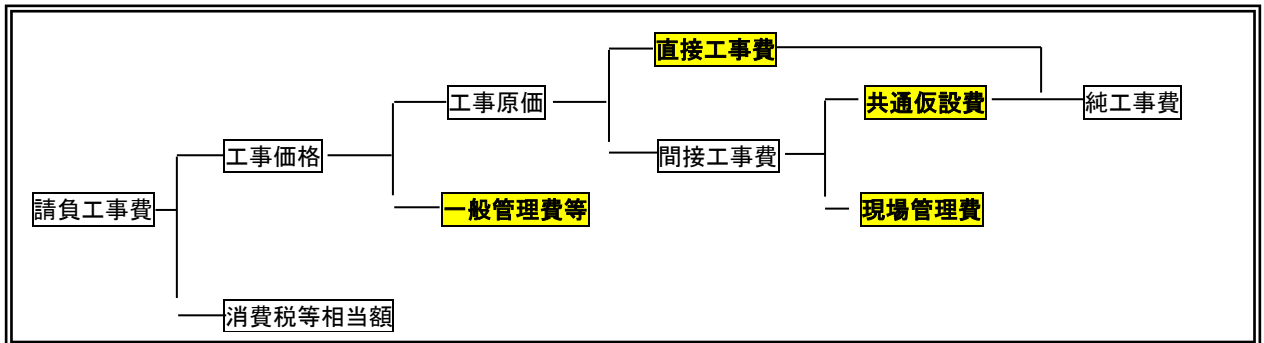 直接工事費
工事原価
共通仮設費
純工事費
工事価格
間接工事費
請負工事費
一般管理費等
現場管理費
消費税等相当額